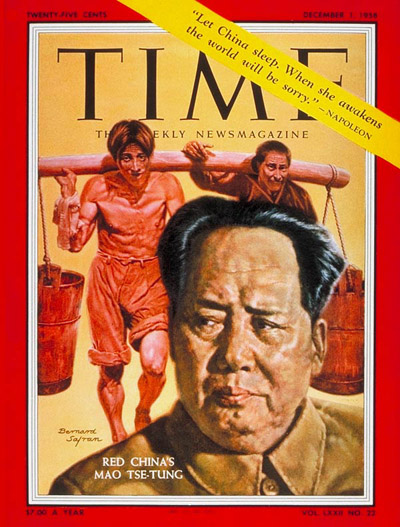 TWENTY-FIVE CENTS
DECEMBER 1, 1958
"Let China sleep. When she awakens
the world will be sorry."—NAPOLEON
TIME
THE WEEKLY NEWSMAGAZINE
Bernard
Safran
RED CHINA'S
MAO TSE-TUNG
$7.00 A YEAR
VOL. LXXII NO. 22